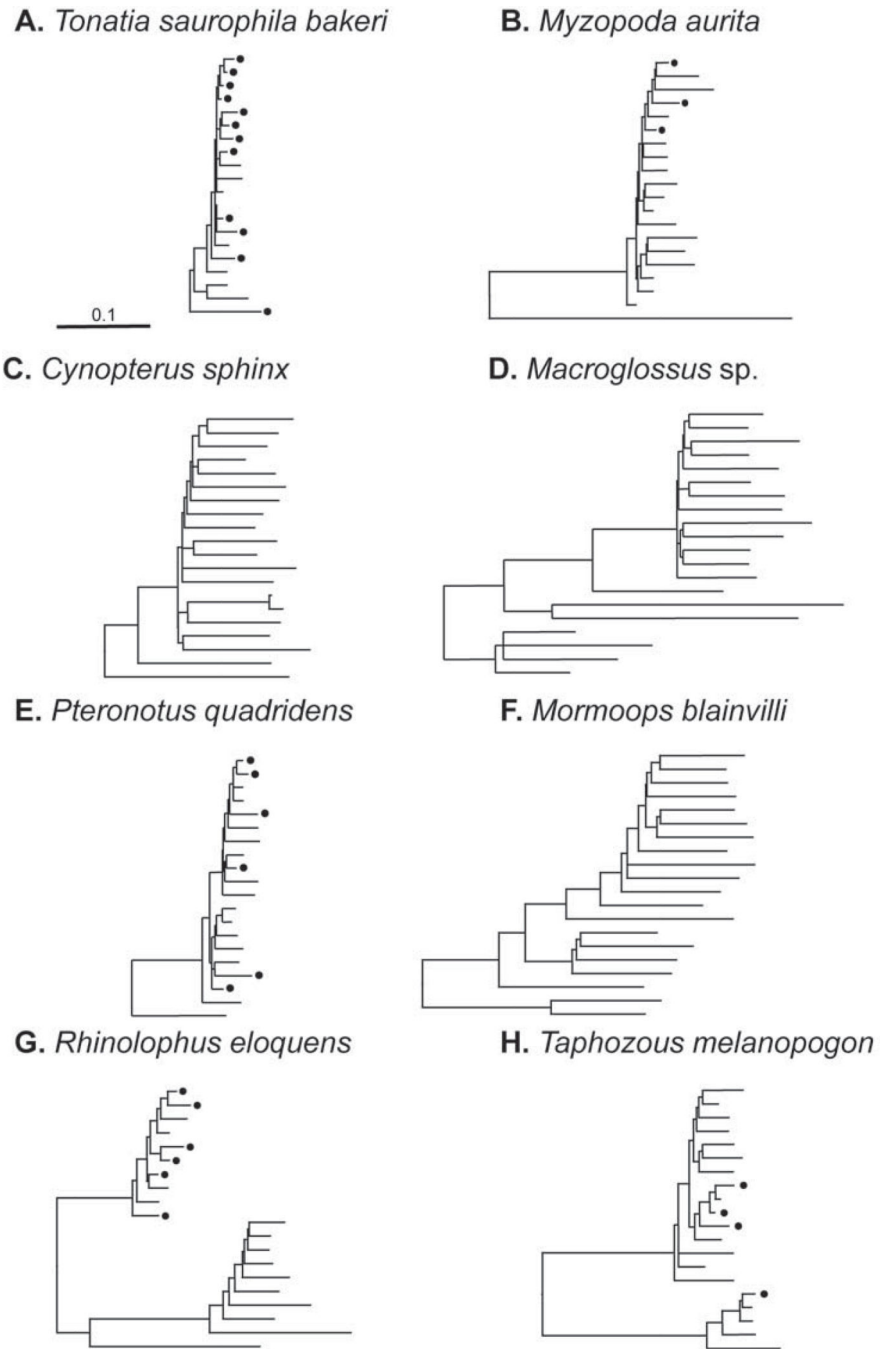 A. Tonatia saurophila bakeri
B. Myzopoda aurita
0.1
C. Cynopterus sphinx
D. Macroglossus sp.
E. Pteronotus quadridens
F. Mormoops blainvilli
G. Rhinolophus eloquens
H. Taphozous melanopogon